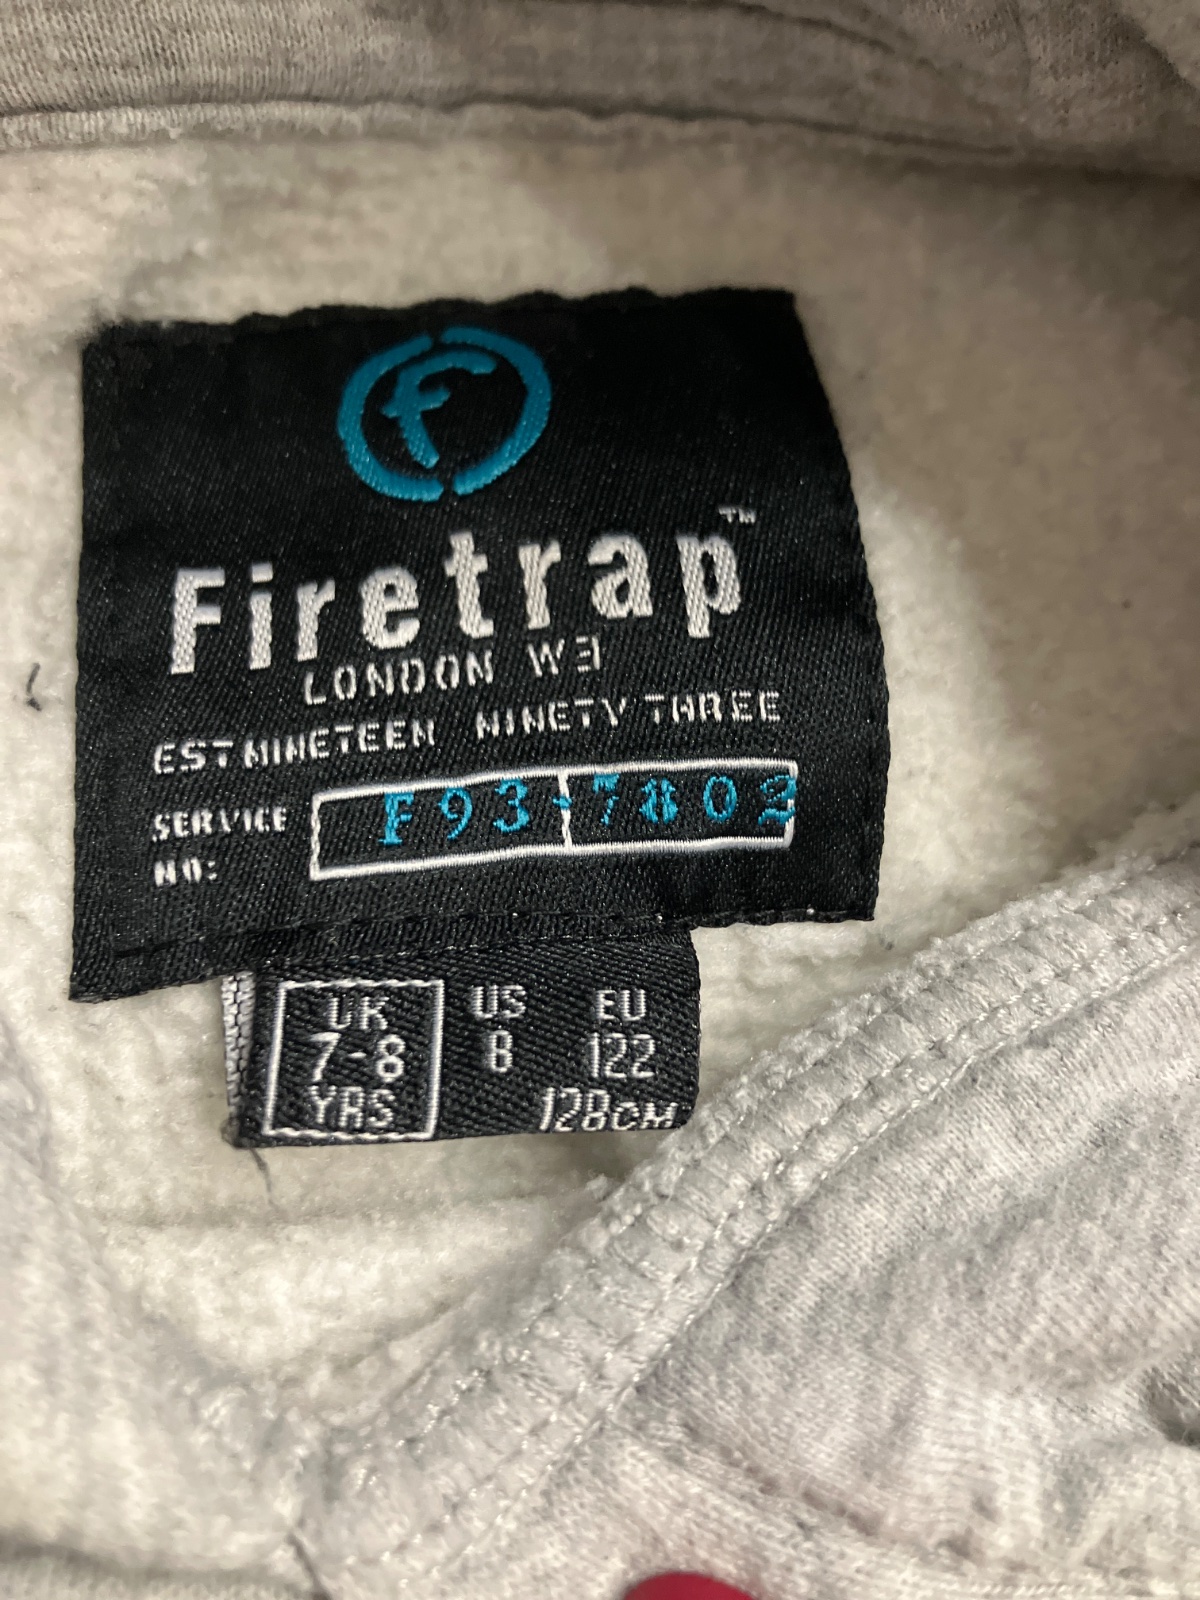 F
Firetrap™
LONDON W3
EST NINETEEN NINETY THREE
SERVICE NO: F93-7802
UK US EU
7-8 8 122
YRS 128CM